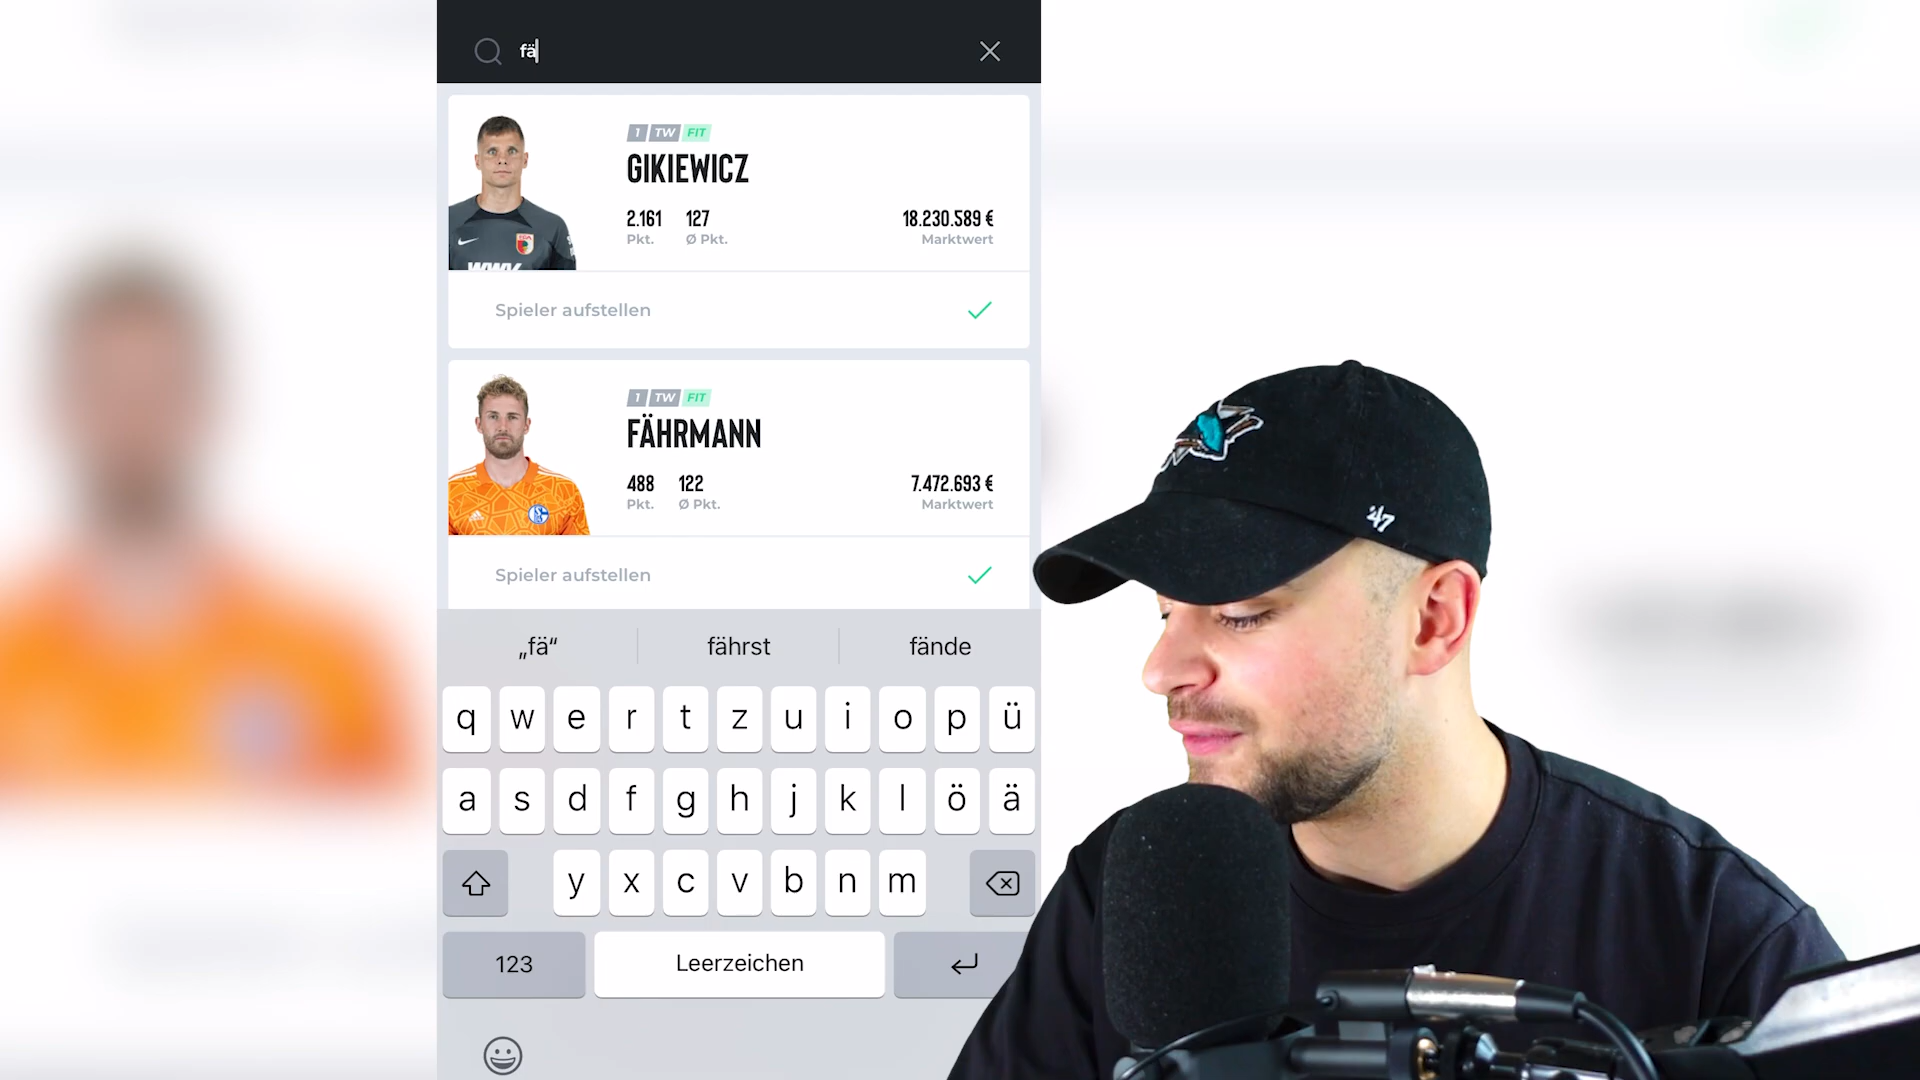 fä
1 TW FIT
GIKIEWICZ
2.161 127 18.230.589 €
Pkt. Ø Pkt. Marktwert
WWK
Spieler aufstellen
1 TW FIT
FÄHRMANN
488 122 7.472.693 €
Pkt. Ø Pkt. Marktwert
Spieler aufstellen
„fä“ fährst fände
q w e r t z u i o p ü
a s d f g h j k l ö ä
y x c v b n m
123 Leerzeichen
'47